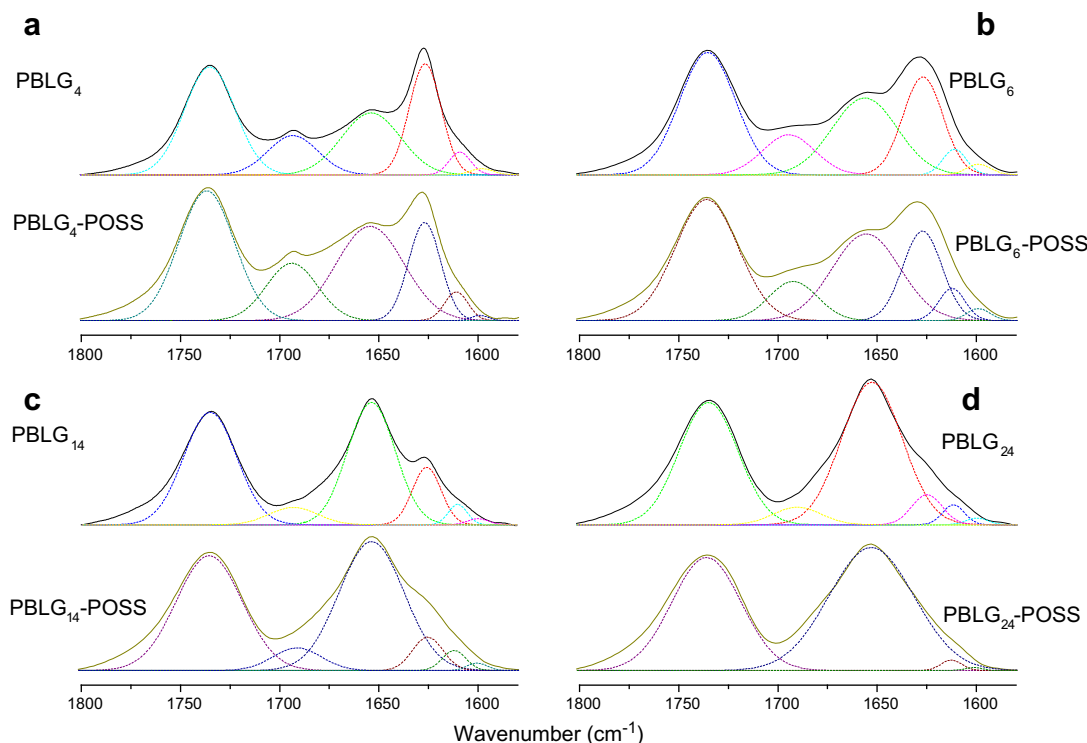 a
b
PBLG₄
PBLG₆
PBLG₄-POSS
PBLG₆-POSS
1800 1750 1700 1650 1600
1800 1750 1700 1650 1600
c
d
PBLG₁₄
PBLG₂₄
PBLG₁₄-POSS
PBLG₂₄-POSS
1800 1750 1700 1650 1600
1800 1750 1700 1650 1600
Wavenumber (cm⁻¹)